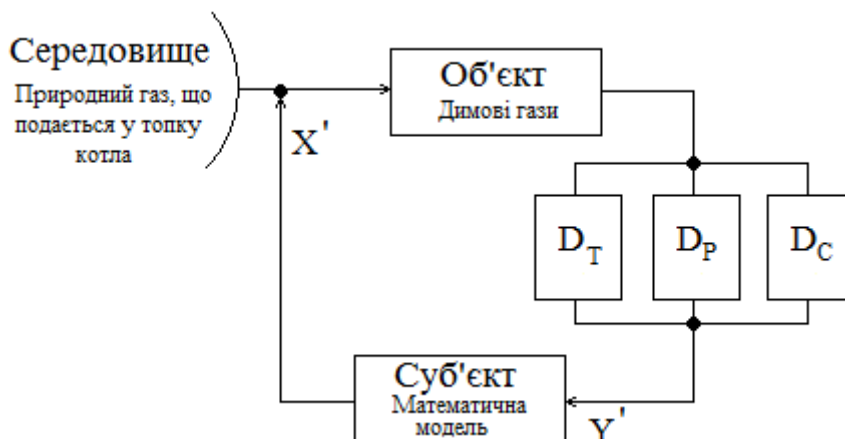 Середовище
Природний газ, що
подається у топку
котла
Об'єкт
Димові гази
X'
D_T
D_P
D_C
Суб'єкт
Математична
модель
Y'